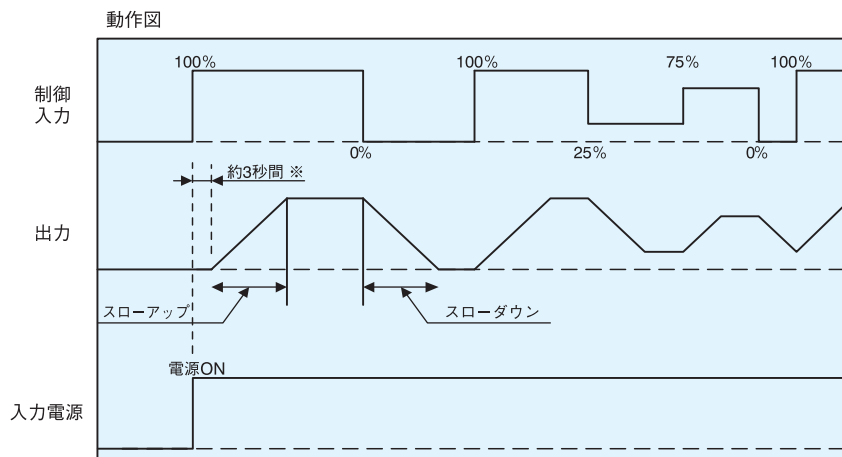 動作図
100%
100%
75%
100%
制御
入力
0%
25%
0%
約3秒間 ※
出力
スローアップ
スローダウン
電源ON
入力電源